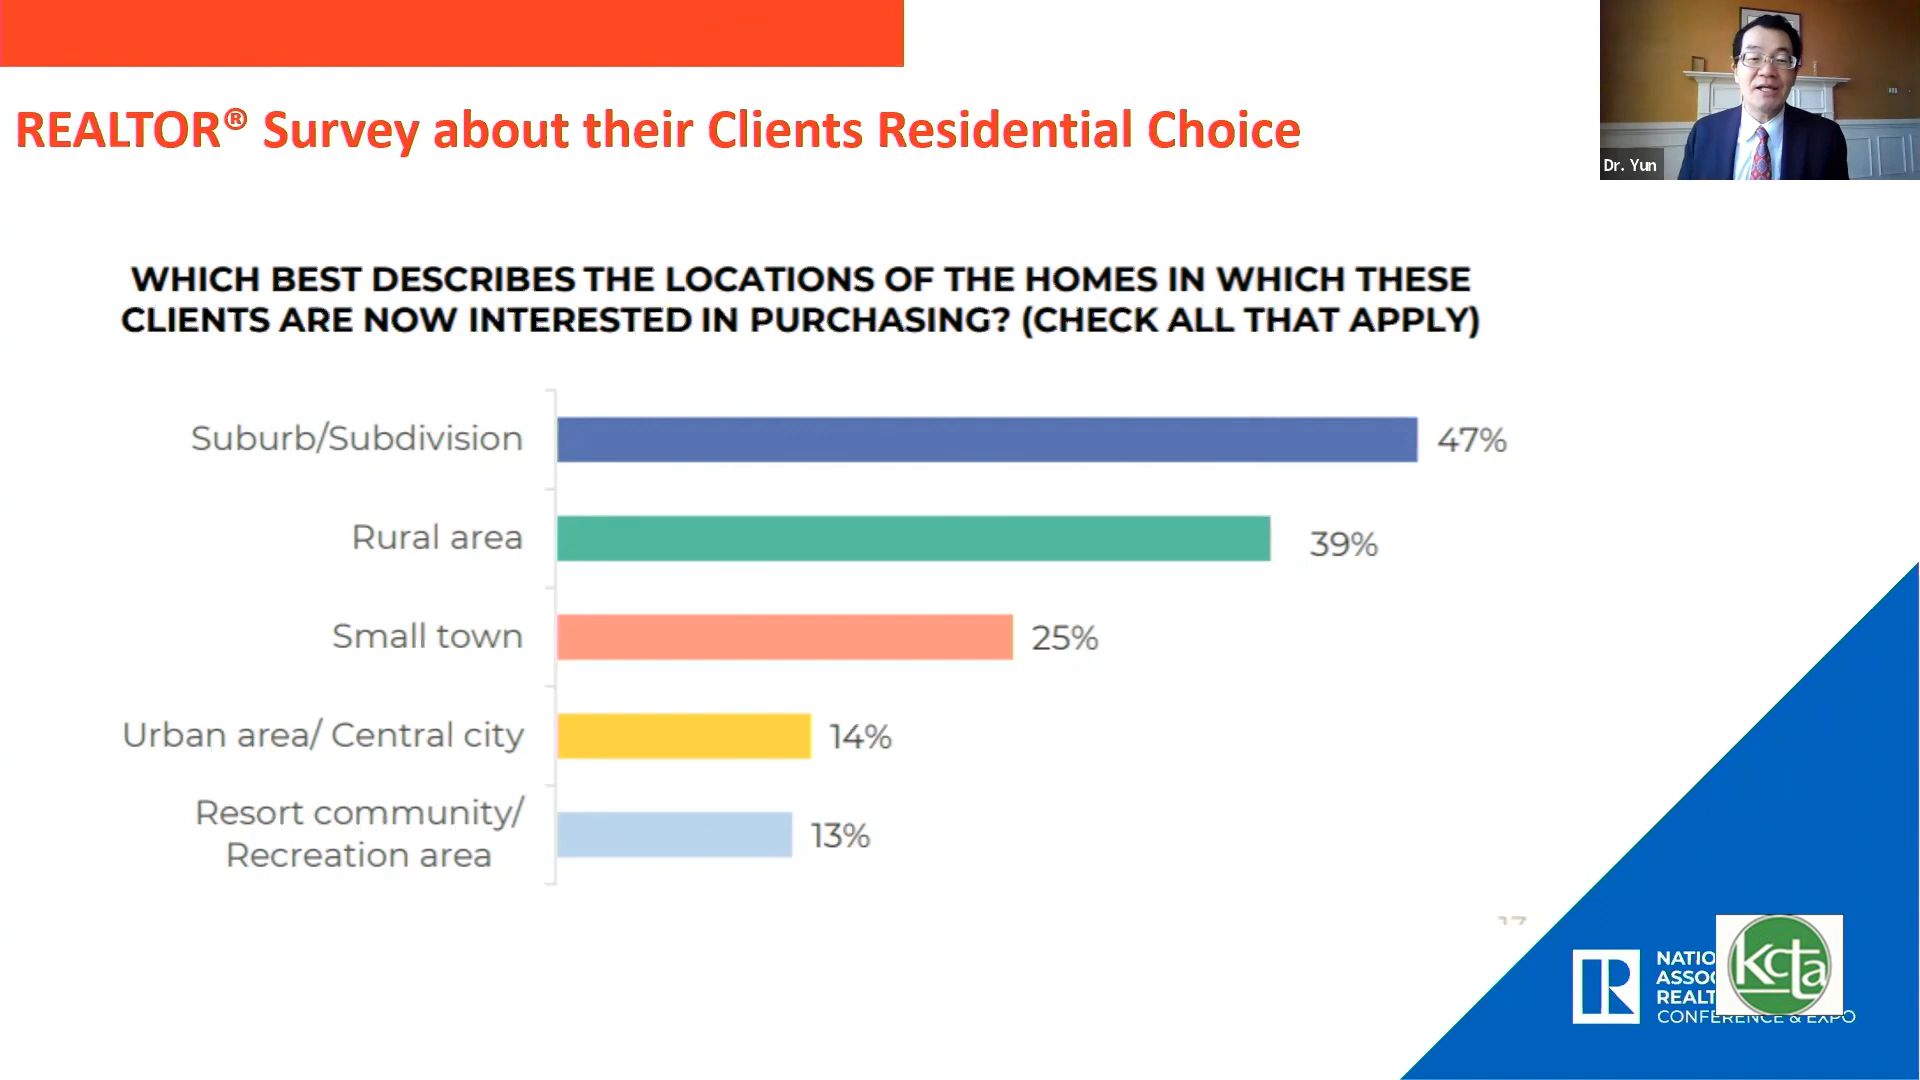 REALTOR® Survey about their Clients Residential Choice
Dr. Yun
WHICH BEST DESCRIBES THE LOCATIONS OF THE HOMES IN WHICH THESE
CLIENTS ARE NOW INTERESTED IN PURCHASING? (CHECK ALL THAT APPLY)
Suburb/Subdivision 47%
Rural area 39%
Small town 25%
Urban area/ Central city 14%
Resort community/
Recreation area 13%
R
kcta
CONFERENCE & EXPO